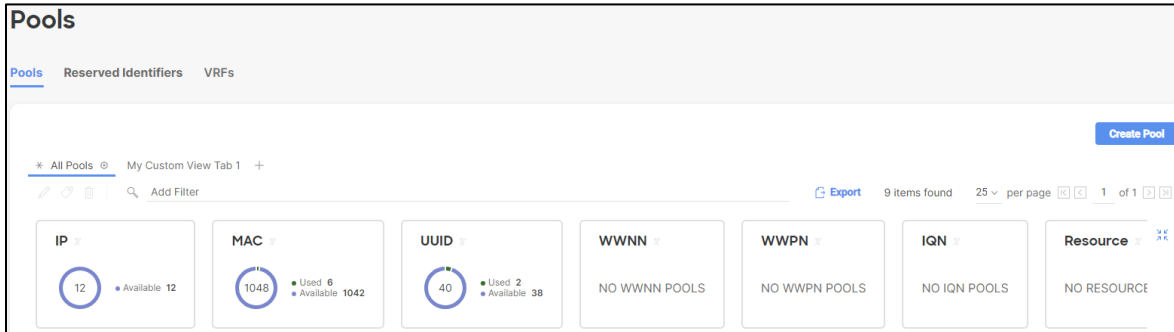 Pools
Pools Reserved Identifiers VRFs
Create Pool
All Pools My Custom View Tab 1 +
Add Filter Export 9 items found 25 per page 1 of 1
IP MAC UUID WWNN WWPN IQN Resource
12 Available 12
1048 Used 6
Available 1042
40 Used 2
Available 38
NO WWNN POOLS NO WWPN POOLS NO IQN POOLS NO RESOURCE